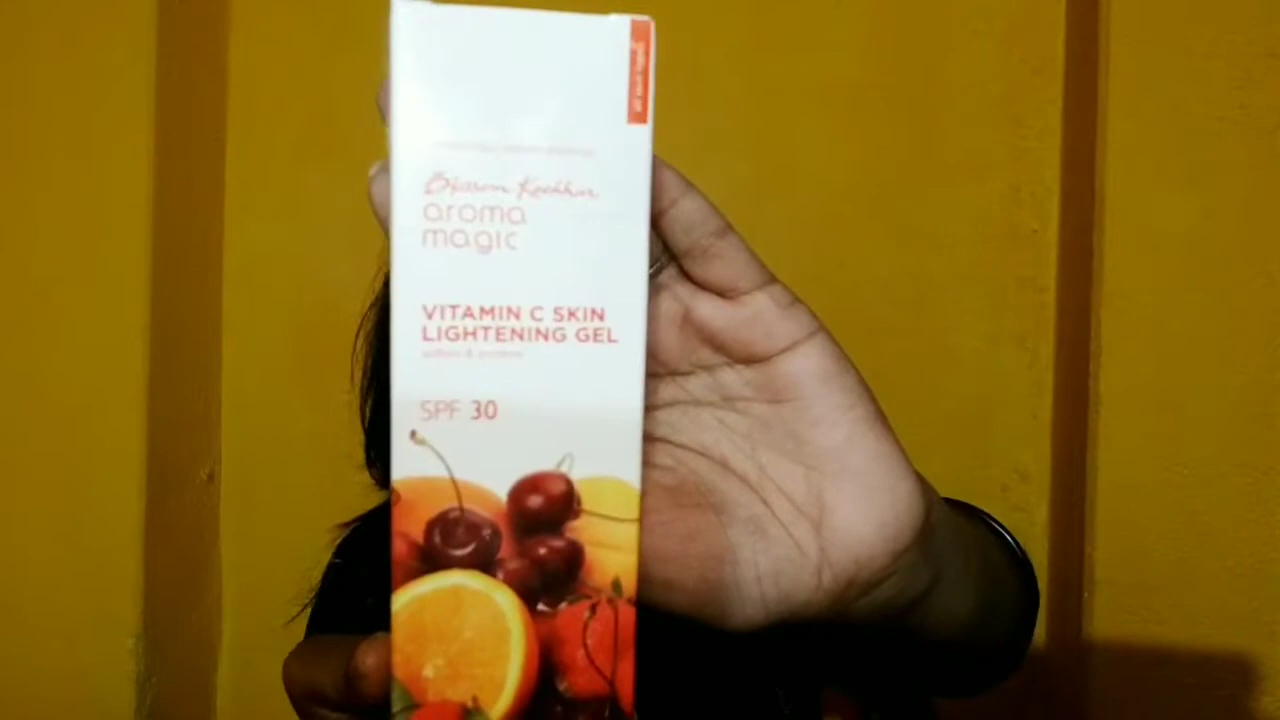 Blossom Kochhar
aroma
magic
VITAMIN C SKIN
LIGHTENING GEL
SPF 30